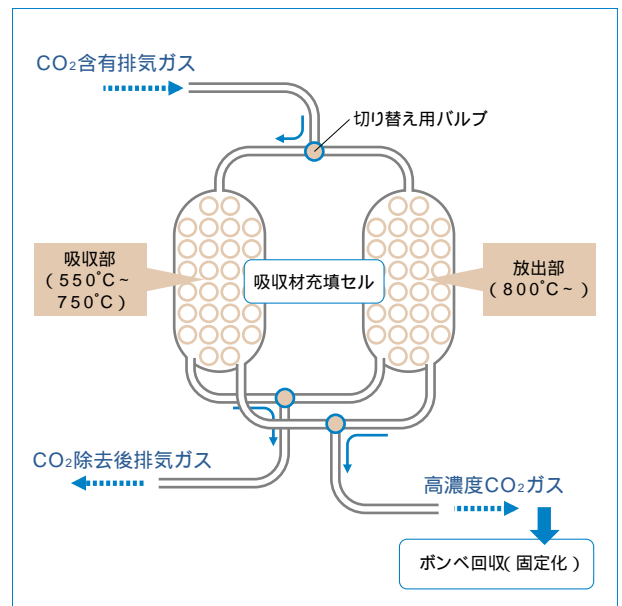 CO₂含有排気ガス
切り替え用バルブ
吸収部
（550℃～
750℃）
吸収材充填セル
放出部
（800℃～ ）
CO₂除去後排気ガス
高濃度CO₂ガス
ボンベ回収（固定化）